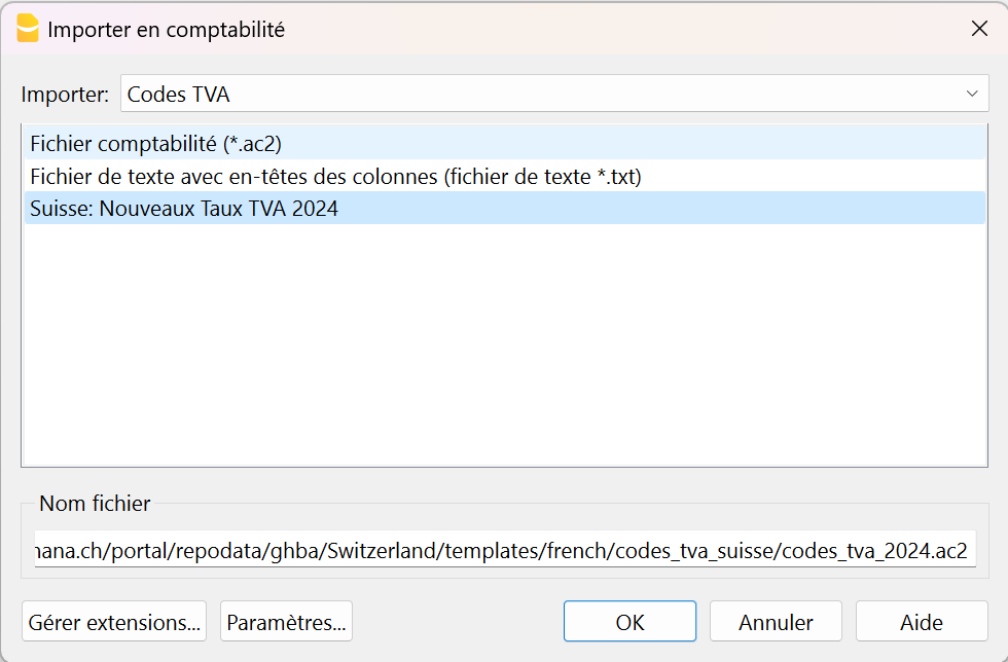 Importer en comptabilité
Importer: Codes TVA
Fichier comptabilité (*.ac2)
Fichier de texte avec en-têtes des colonnes (fichier de texte *.txt)
Suisse: Nouveaux Taux TVA 2024
Nom fichier
nana.ch/portal/repodata/ghba/Switzerland/templates/french/codes_tva_suisse/codes_tva_2024.ac2
Gérer extensions... Paramètres... OK Annuler Aide